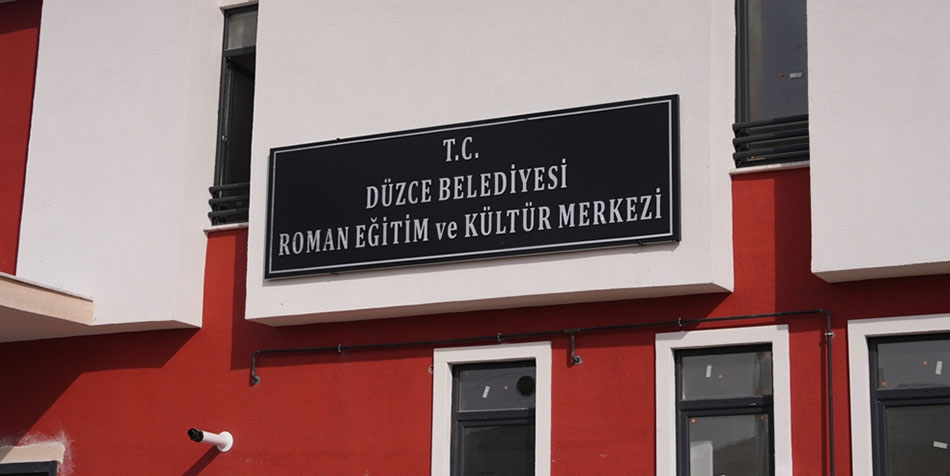 T.C.
DÜZCE BELEDİYESİ
ROMAN EĞİTİM ve KÜLTÜR MERKEZİ